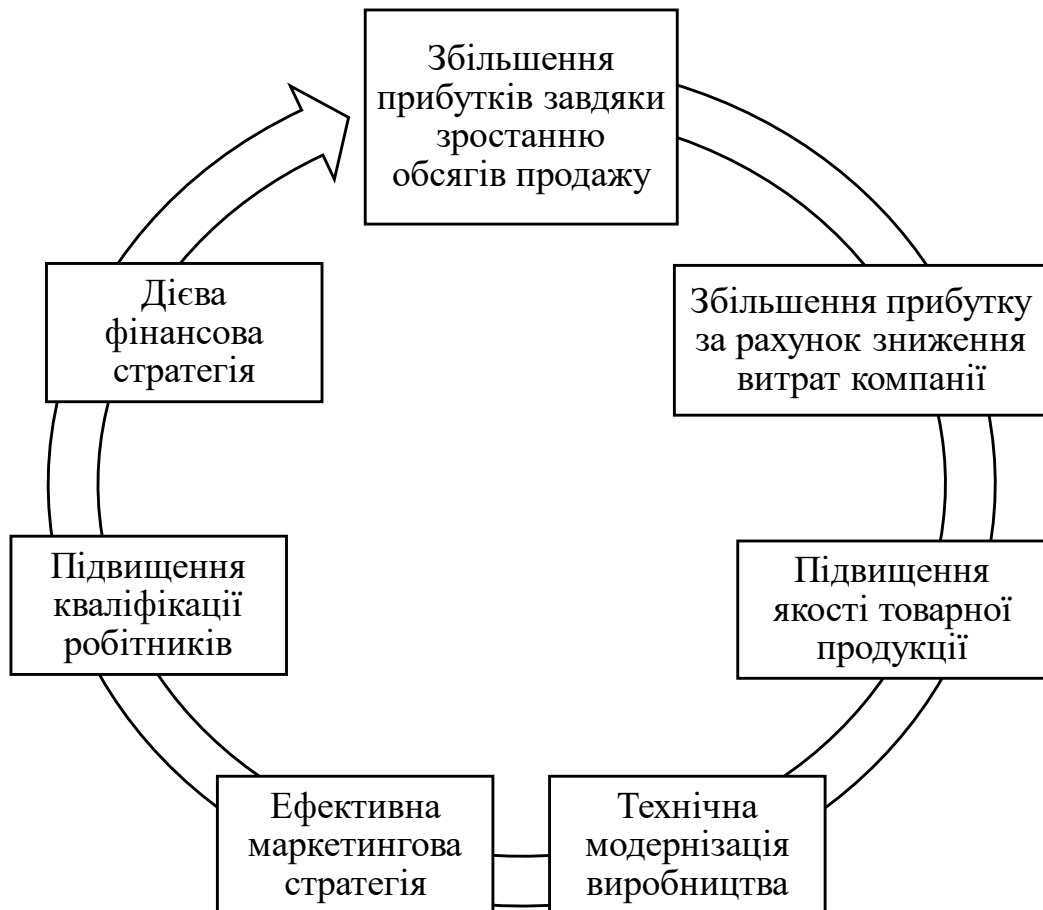 Збільшення
прибутків завдяки
зростанню
обсягів продажу
Збільшення прибутку
за рахунок зниження
витрат компанії
Підвищення
якості товарної
продукції
Технічна
модернізація
виробництва
Ефективна
маркетингова
стратегія
Підвищення
кваліфікації
робітників
Дієва
фінансова
стратегія